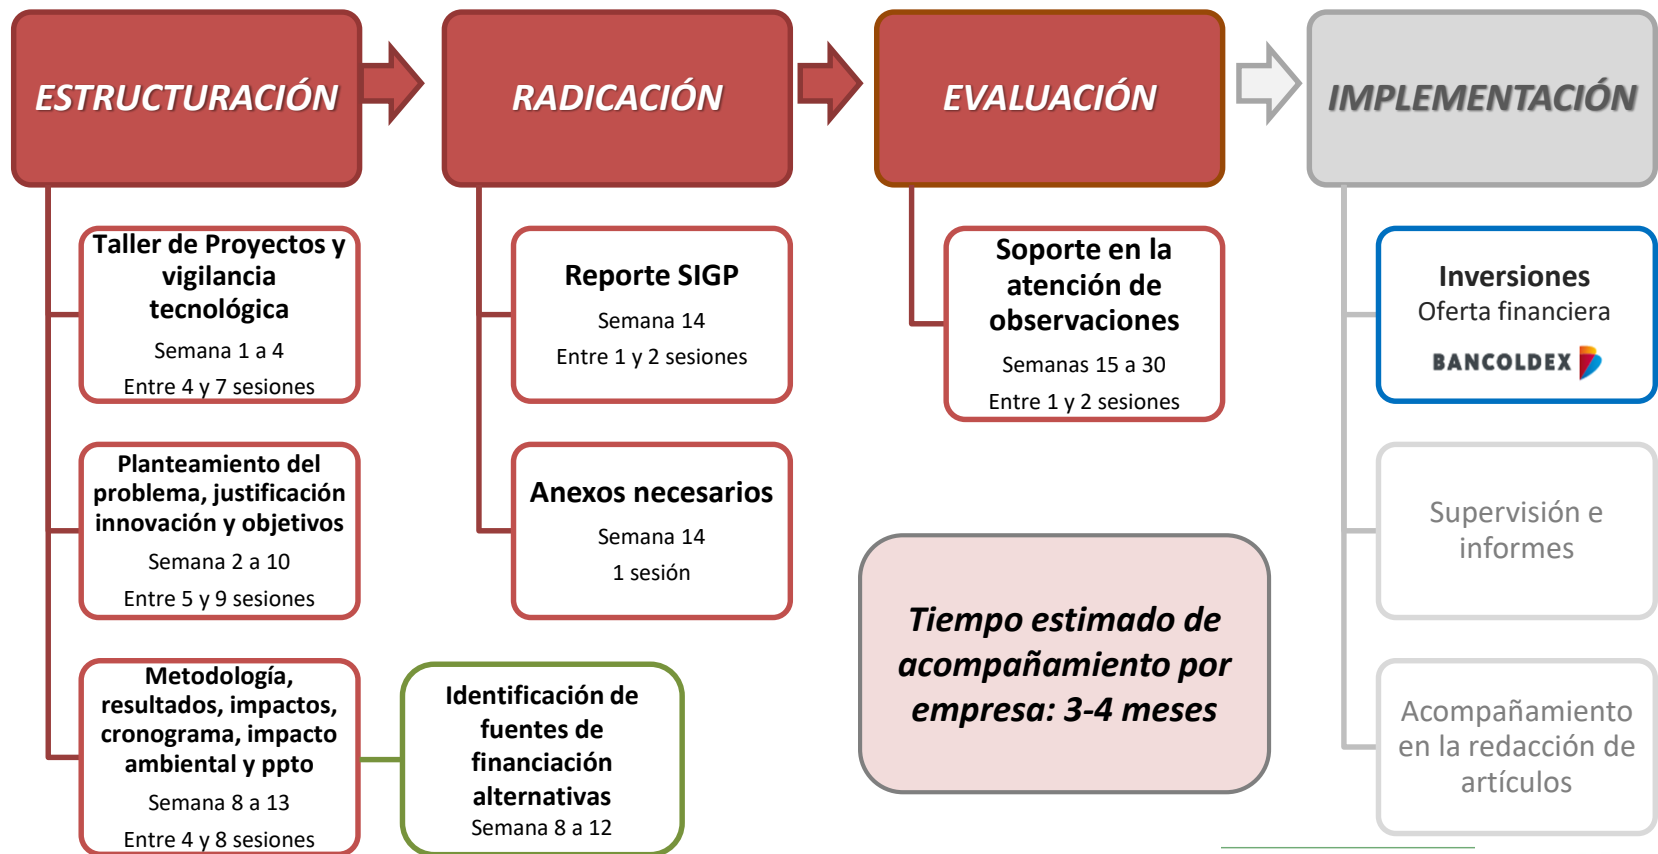 ESTRUCTURACIÓN
Taller de Proyectos y
vigilancia
tecnológica
Semana 1 a 4
Entre 4 y 7 sesiones
Planteamiento del
problema, justificación
innovación y objetivos
Semana 2 a 10
Entre 5 y 9 sesiones
Metodología,
resultados, impactos,
cronograma, impacto
ambiental y ppto
Semana 8 a 13
Entre 4 y 8 sesiones
Identificación de
fuentes de
financiación
alternativas
Semana 8 a 12
RADICACIÓN
Reporte SIGP
Semana 14
Entre 1 y 2 sesiones
Anexos necesarios
Semana 14
1 sesión
EVALUACIÓN
Soporte en la
atención de
observaciones
Semanas 15 a 30
Entre 1 y 2 sesiones
Tiempo estimado de
acompañamiento por
empresa: 3-4 meses
IMPLEMENTACIÓN
Inversiones
Oferta financiera
BANCOLDEX
Supervisión e
informes
Acompañamiento
en la redacción de
artículos